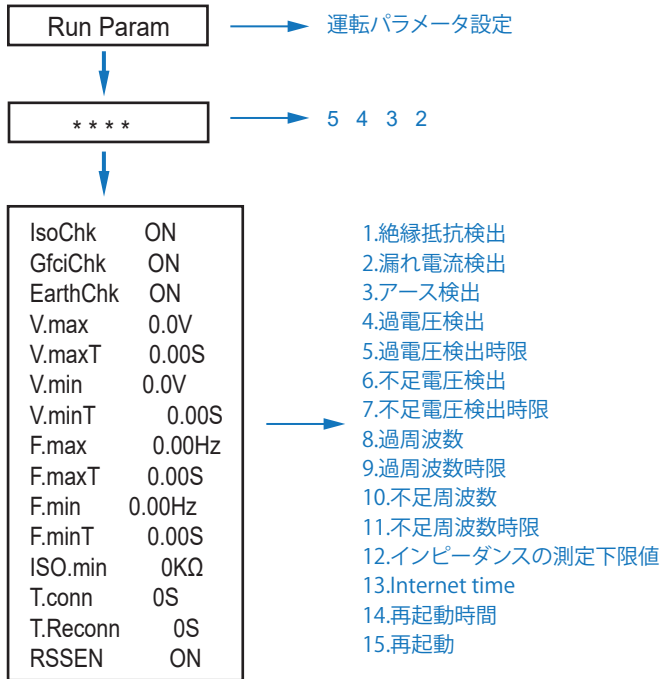 Run Param
運転パラメータ設定
* * * *
5 4 3 2
IsoChk ON
GfciChk ON
EarthChk ON
V.max 0.0V
V.maxT 0.00S
V.min 0.0V
V.minT 0.00S
F.max 0.00Hz
F.maxT 0.00S
F.min 0.00Hz
F.minT 0.00S
ISO.min 0KΩ
T.conn 0S
T.Reconn 0S
RSSEN ON
1.絶縁抵抗検出
2.漏れ電流検出
3.アース検出
4.過電圧検出
5.過電圧検出時限
6.不足電圧検出
7.不足電圧検出時限
8.過周波数
9.過周波数時限
10.不足周波数
11.不足周波数時限
12.インピーダンスの測定下限値
13.Internet time
14.再起動時間
15.再起動